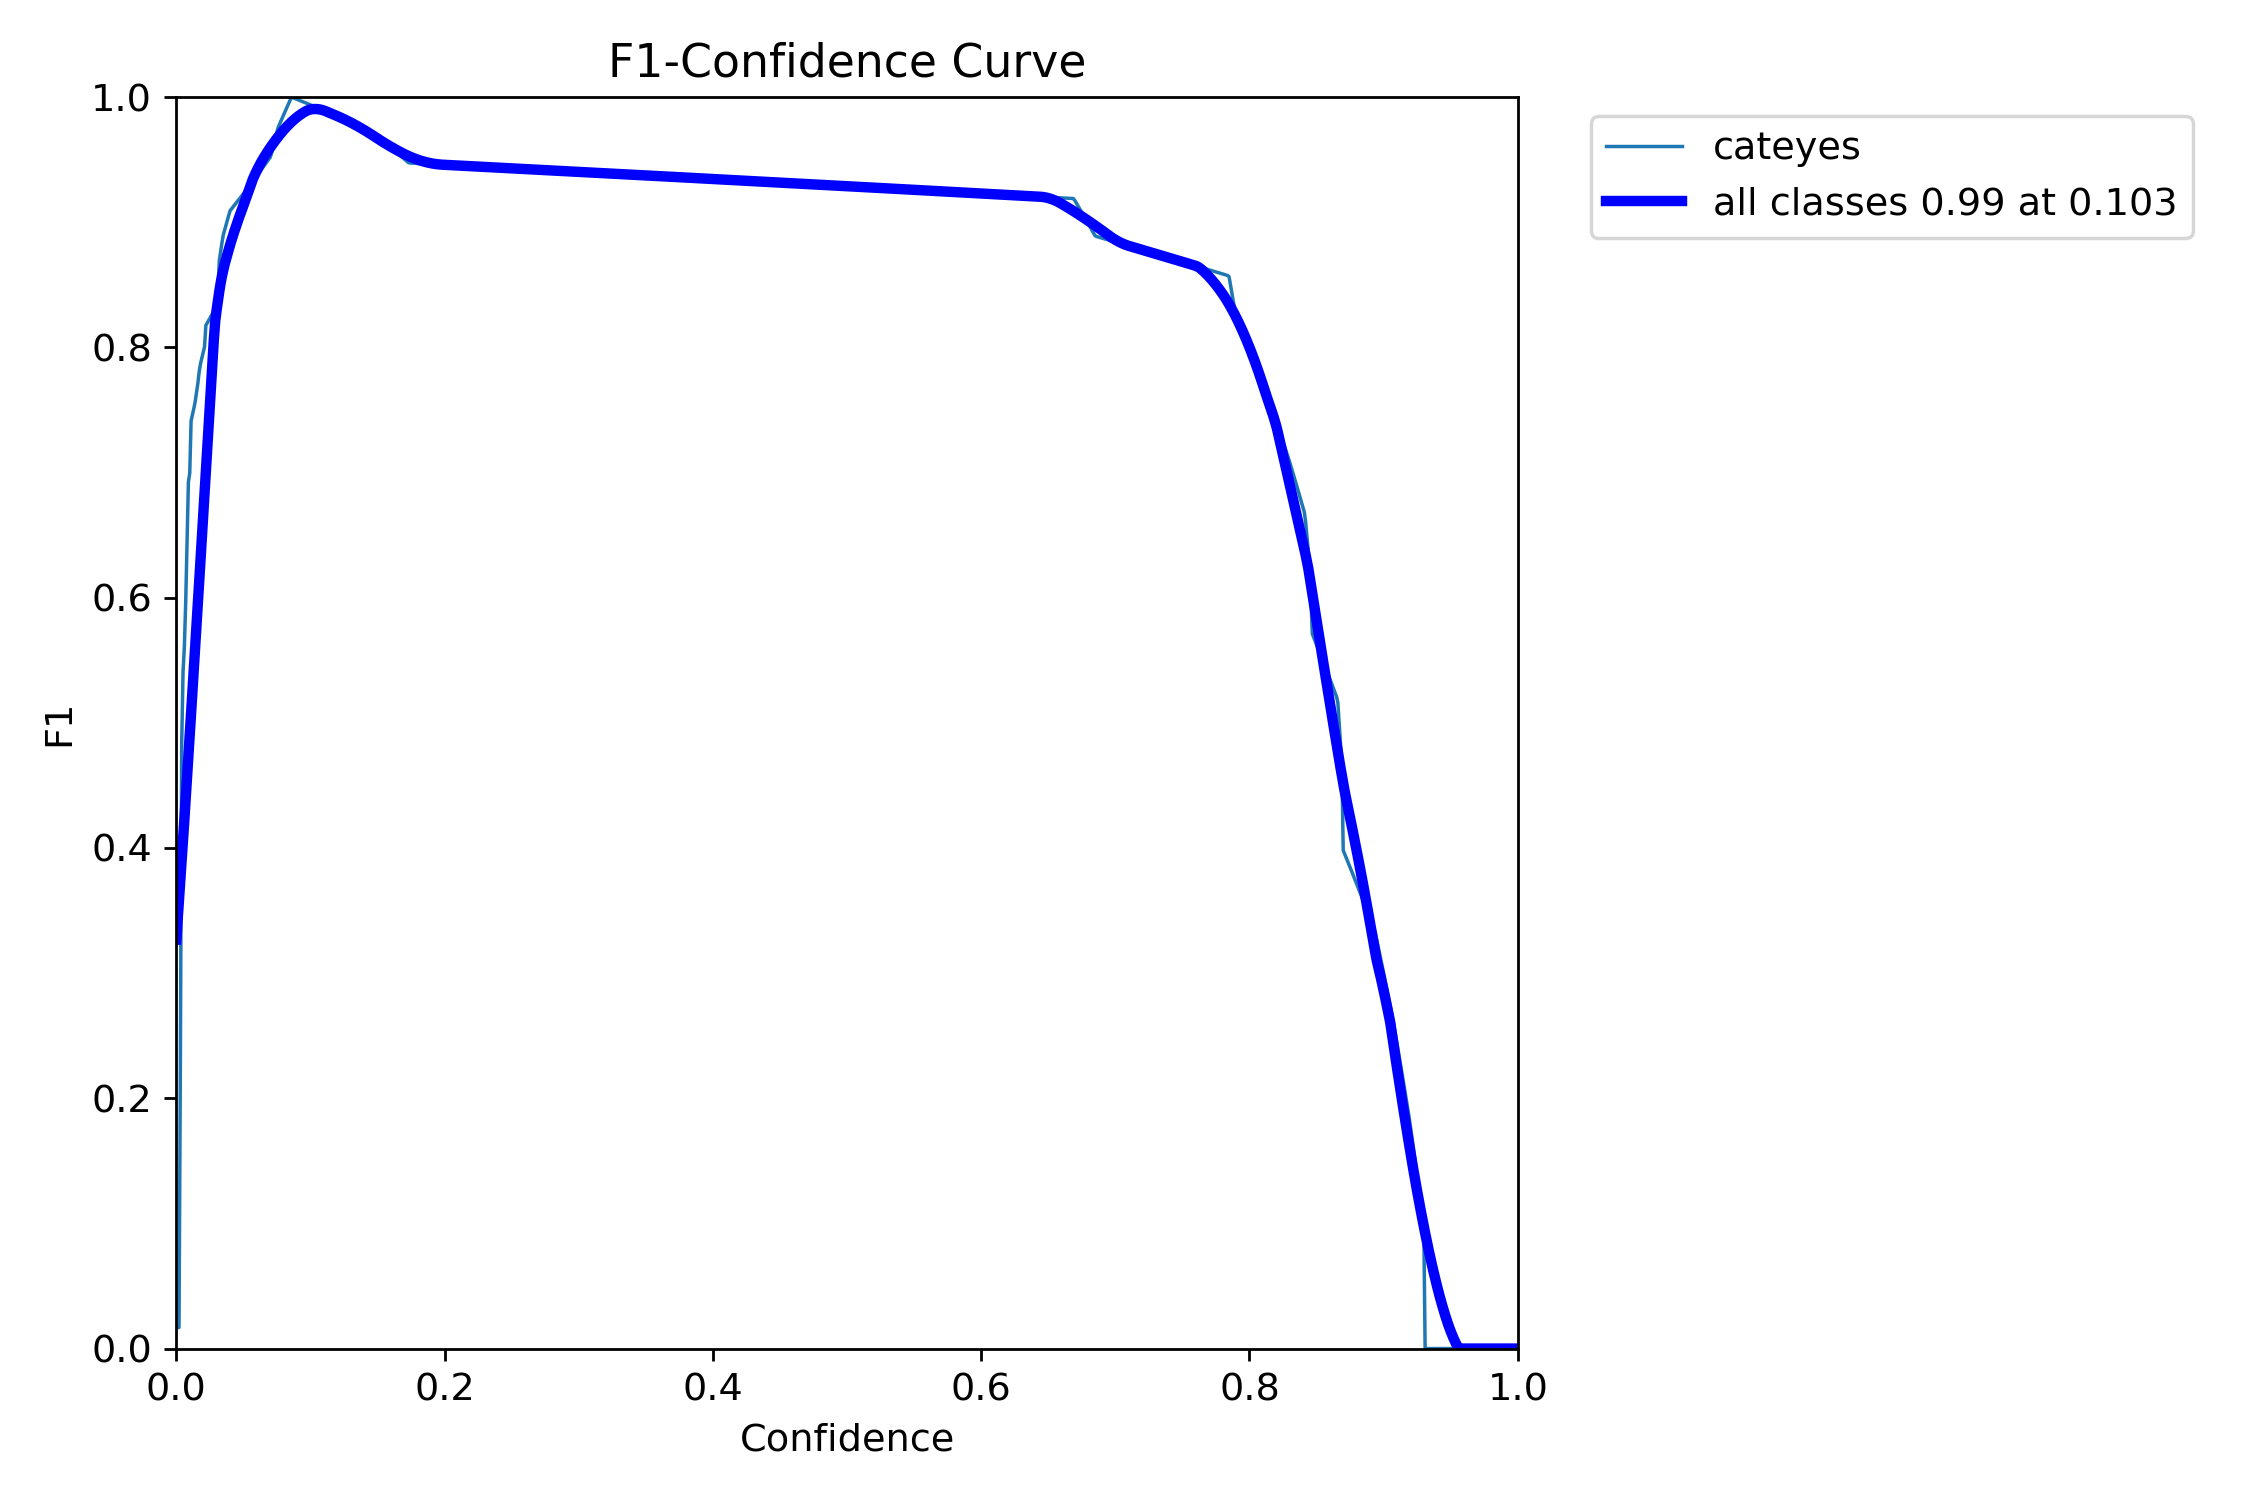 F1-Confidence Curve
cateyes
all classes 0.99 at 0.103
F1
1.0
0.8
0.6
0.4
0.2
0.0
0.0 0.2 0.4 0.6 0.8 1.0
Confidence